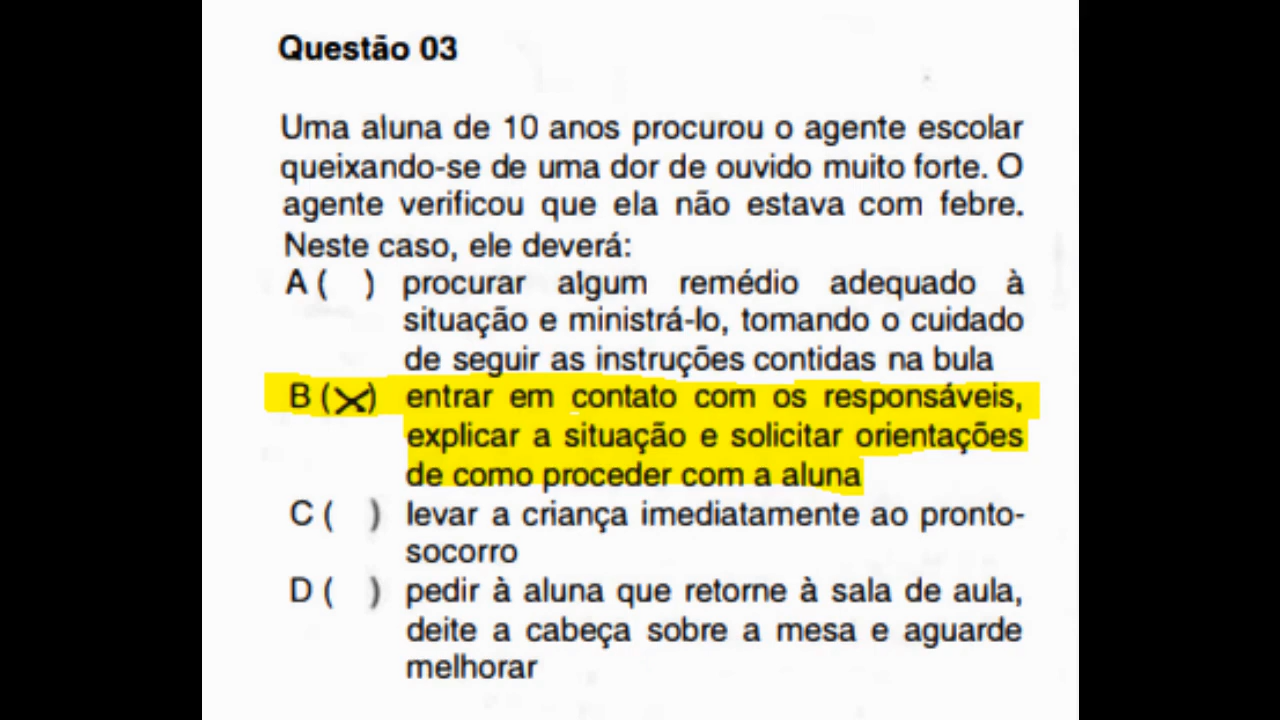 Questão 03
Uma aluna de 10 anos procurou o agente escolar
queixando-se de uma dor de ouvido muito forte. O
agente verificou que ela não estava com febre.
Neste caso, ele deverá:
A ( ) procurar algum remédio adequado à
situação e ministrá-lo, tomando o cuidado
de seguir as instruções contidas na bula
B (X) entrar em contato com os responsáveis,
explicar a situação e solicitar orientações
de como proceder com a aluna
C ( ) levar a criança imediatamente ao pronto-
socorro
D ( ) pedir à aluna que retorne à sala de aula,
deite a cabeça sobre a mesa e aguarde
melhorar